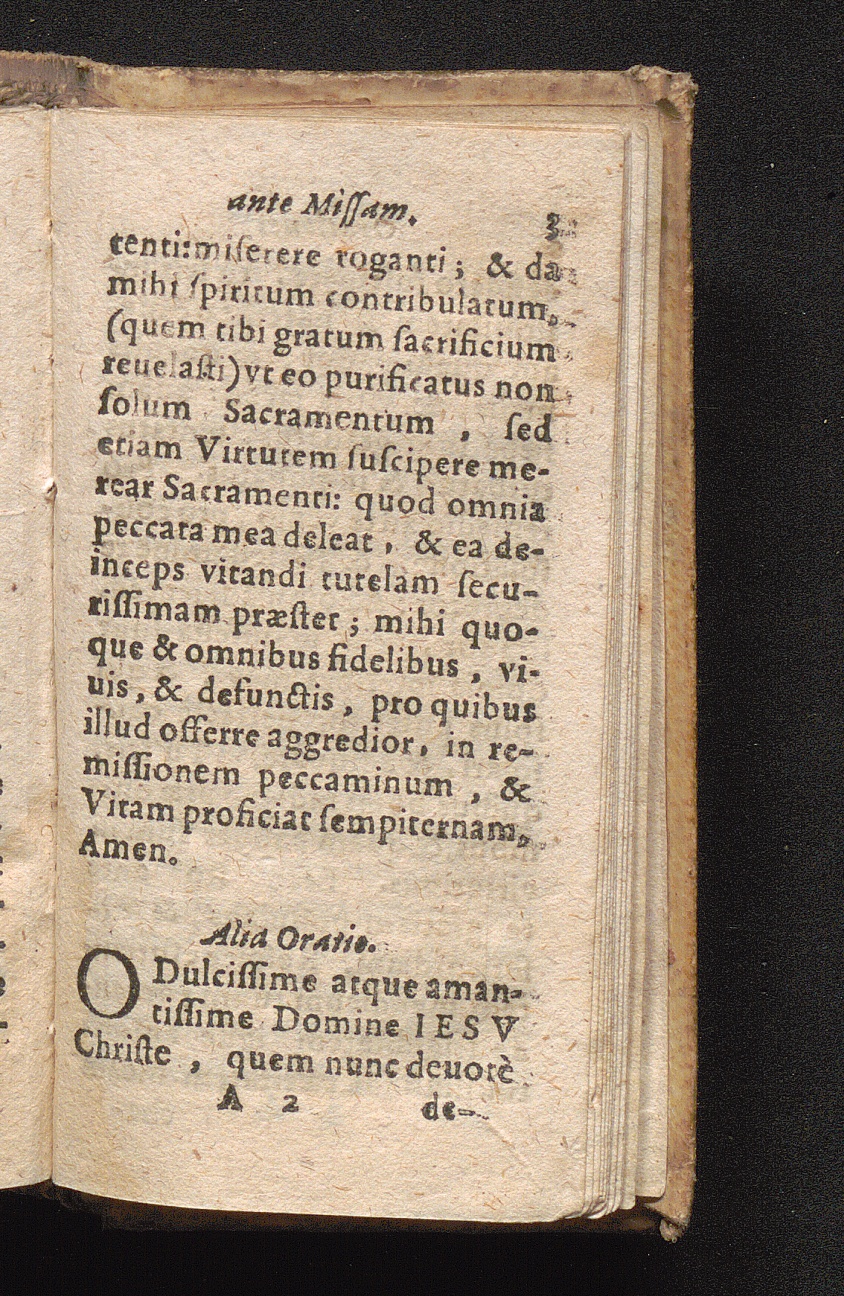 ante Miſſam.
3
tenti: miſerere roganti; & da
mihi ſpiritum contribulatum,
(quem tibi gratum ſacrificium
reuelaſti) vt eo purificatus non
ſolum Sacramentum, ſed
etiam Virtutem ſuſcipere me-
rear Sacramenti: quod omnia
peccata mea deleat, & ea de-
inceps vitandi tutelam ſecu-
riſſimam præſtet; mihi quo-
que & omnibus fidelibus, vi-
uis, & defunctis, pro quibus
illud offerre aggredior, in re-
miſſionem peccaminum, &
Vitam proficiat ſempiternam,
Amen.
Alia Oratio.
O Dulciſſime atque aman-
tiſſime Domine IESV
Chriſte, quem nunc deuotè
A 2 de-